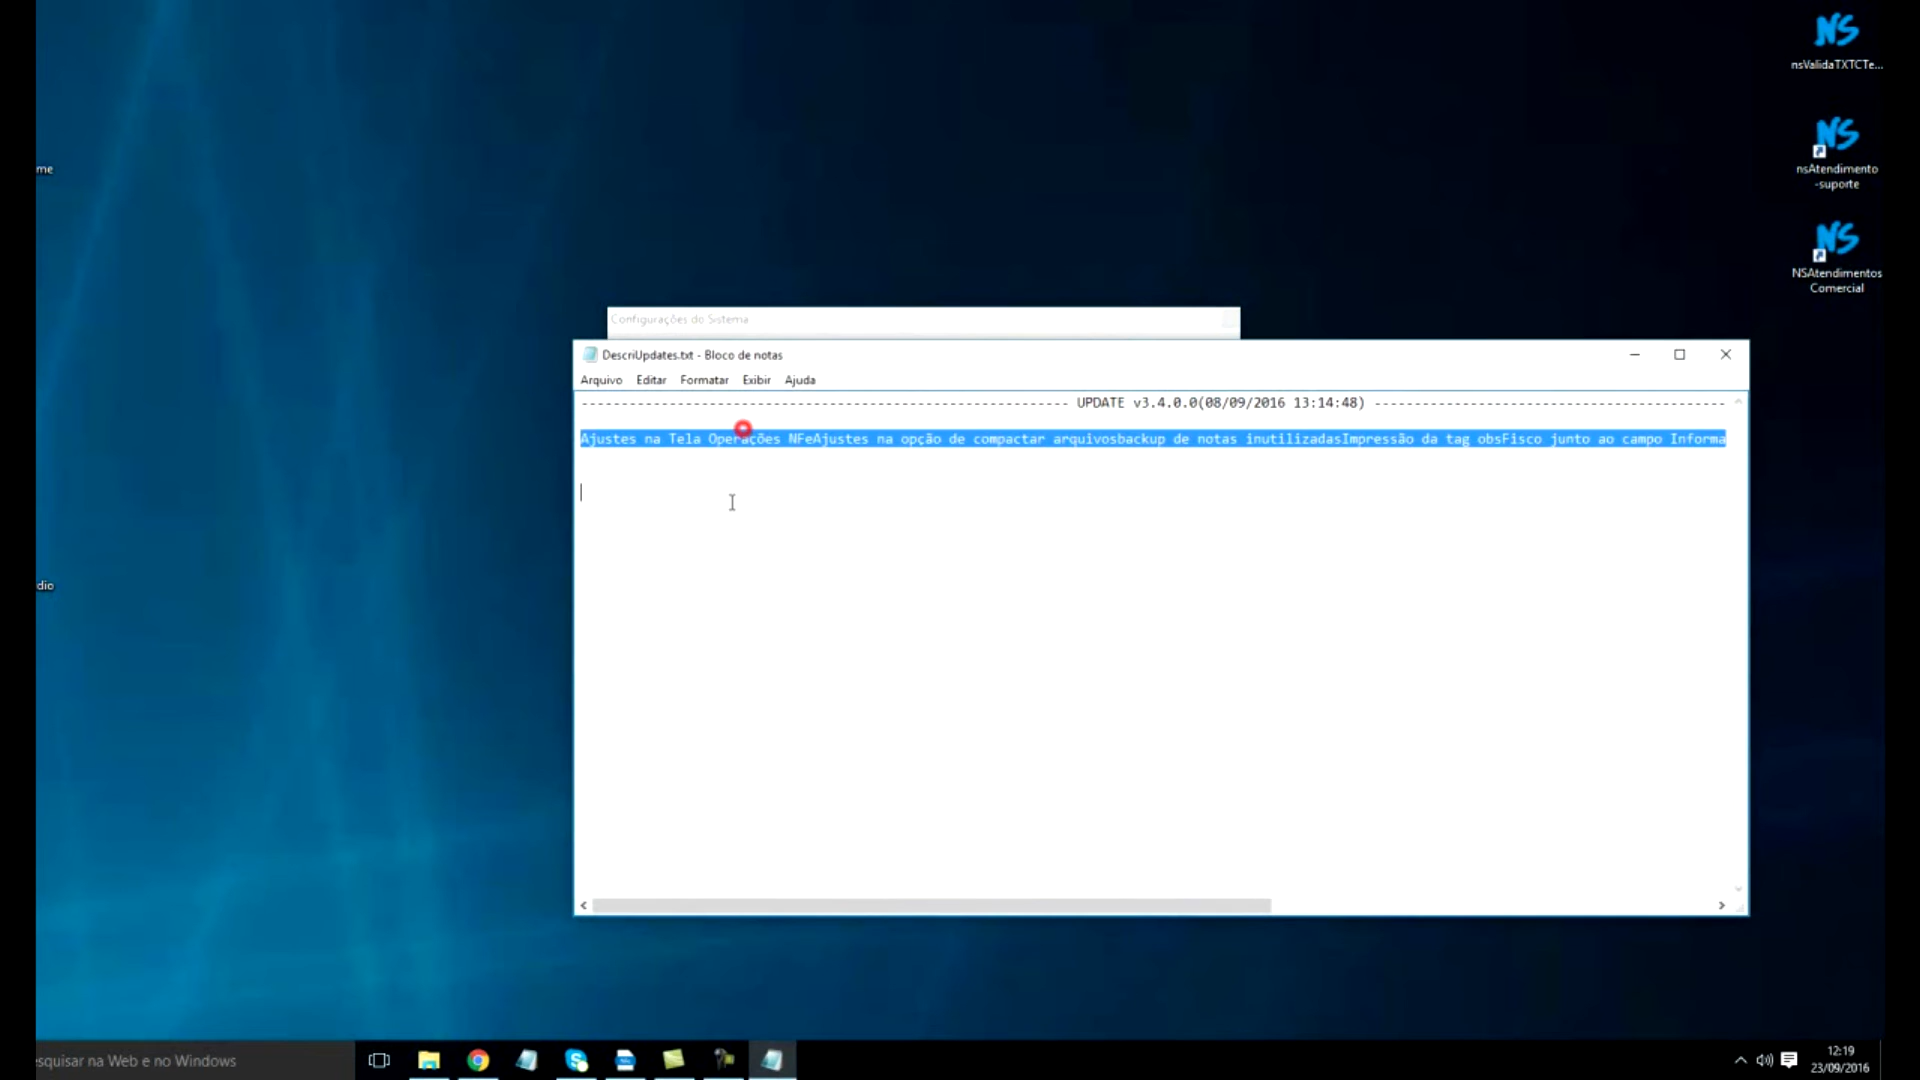 nsValidaTXTCTe...
me
nsAtendimento
-suporte
NSAtendimentos
Comercial
Configurações do Sistema
DescriUpdates.txt - Bloco de notas
Arquivo Editar Formatar Exibir Ajuda
------------------------------------------------------------- UPDATE v3.4.0.0(08/09/2016 13:14:48) --------------------------------------------
Ajustes na Tela Operações NFeAjustes na opção de compactar arquivosbackup de notas inutilizadasImpressão da tag obsFisco junto ao campo Informa
dio
esquisar na Web e no Windows
12:19
23/09/2016